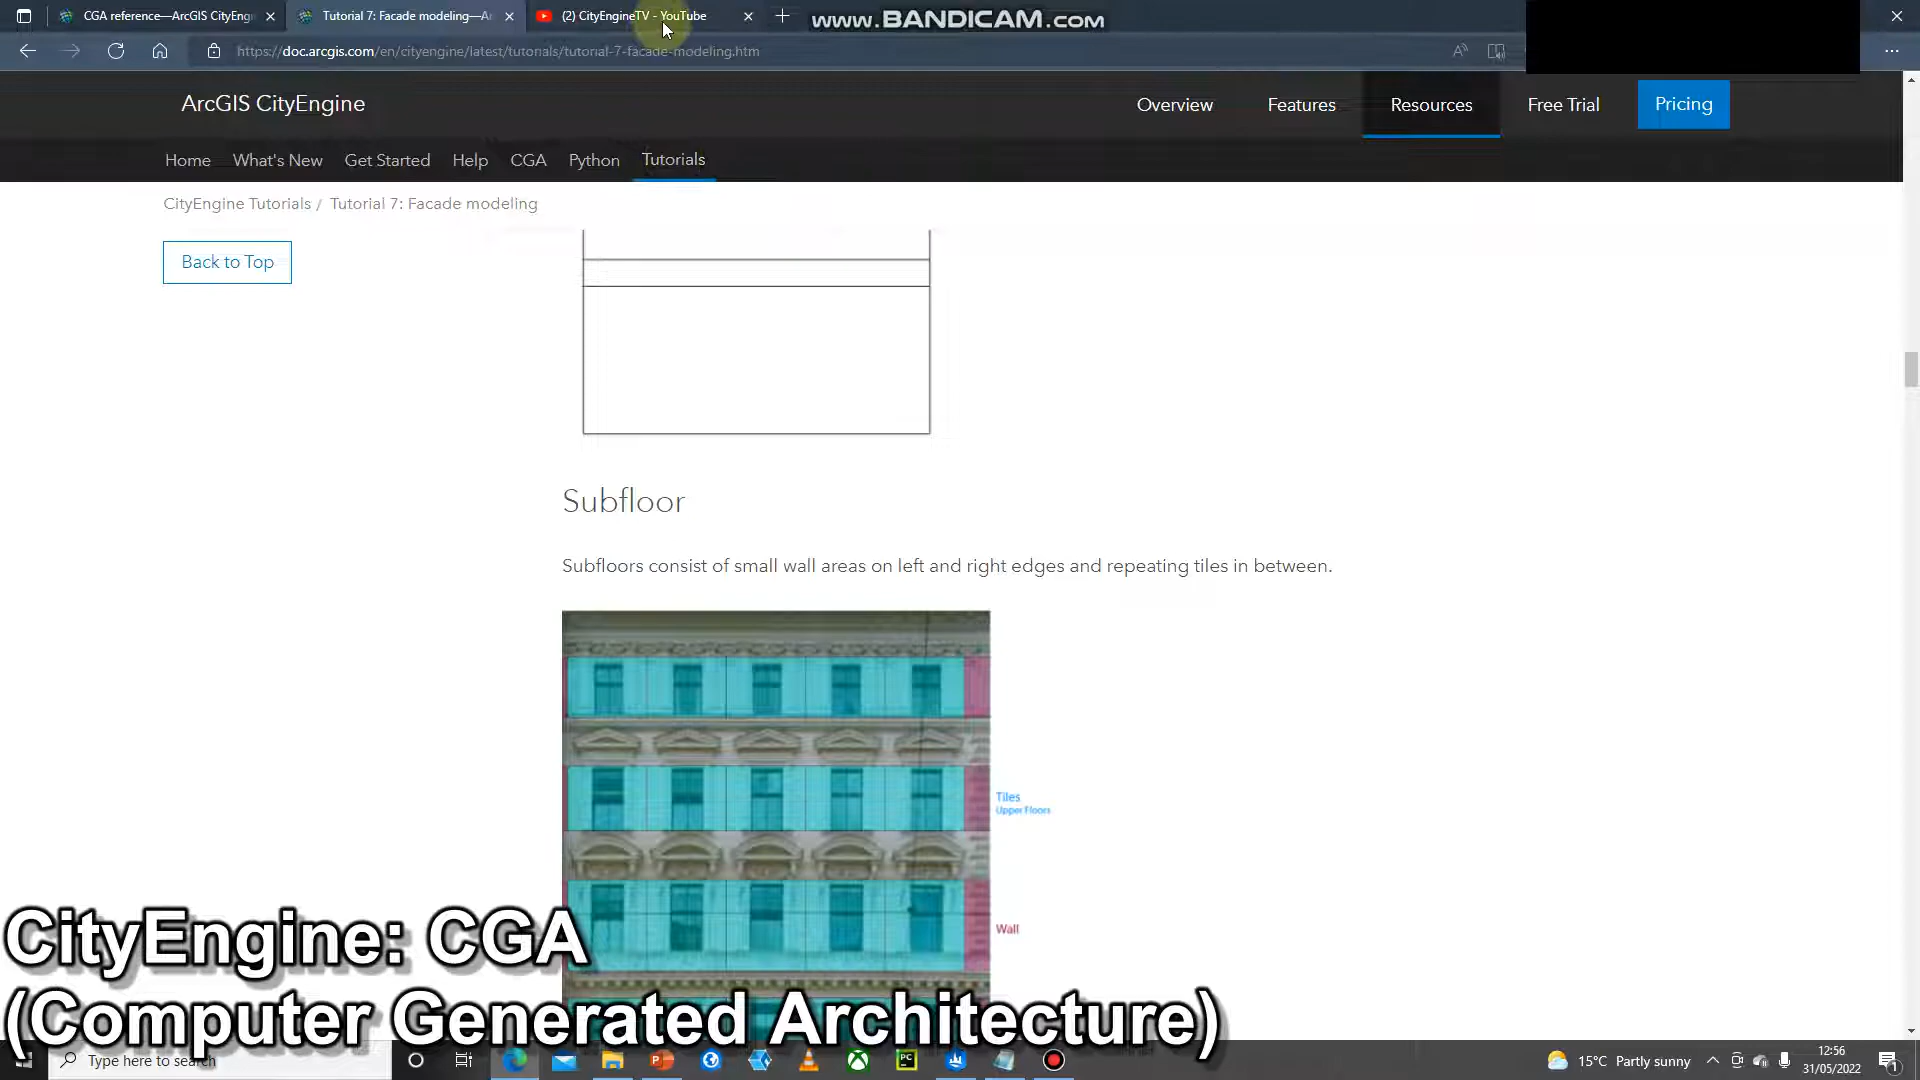 CGA reference—ArcGIS CityEng
Tutorial 7: Facade modeling—A
(2) CityEngineTV - YouTube
WWW.BANDICAM.COM
https://doc.arcgis.com/en/cityengine/latest/tutorials/tutorial-7-facade-modeling.htm
ArcGIS CityEngine
Overview
Features
Resources
Free Trial
Pricing
Home
What's New
Get Started
Help
CGA
Python
Tutorials
CityEngine Tutorials / Tutorial 7: Facade modeling
Back to Top
Subfloor
Subfloors consist of small wall areas on left and right edges and repeating tiles in between.
Tiles
Upper Floors
Wall
CityEngine: CGA
(Computer Generated Architecture)
Type here to search
15°C Partly sunny
12:56
31/05/2022